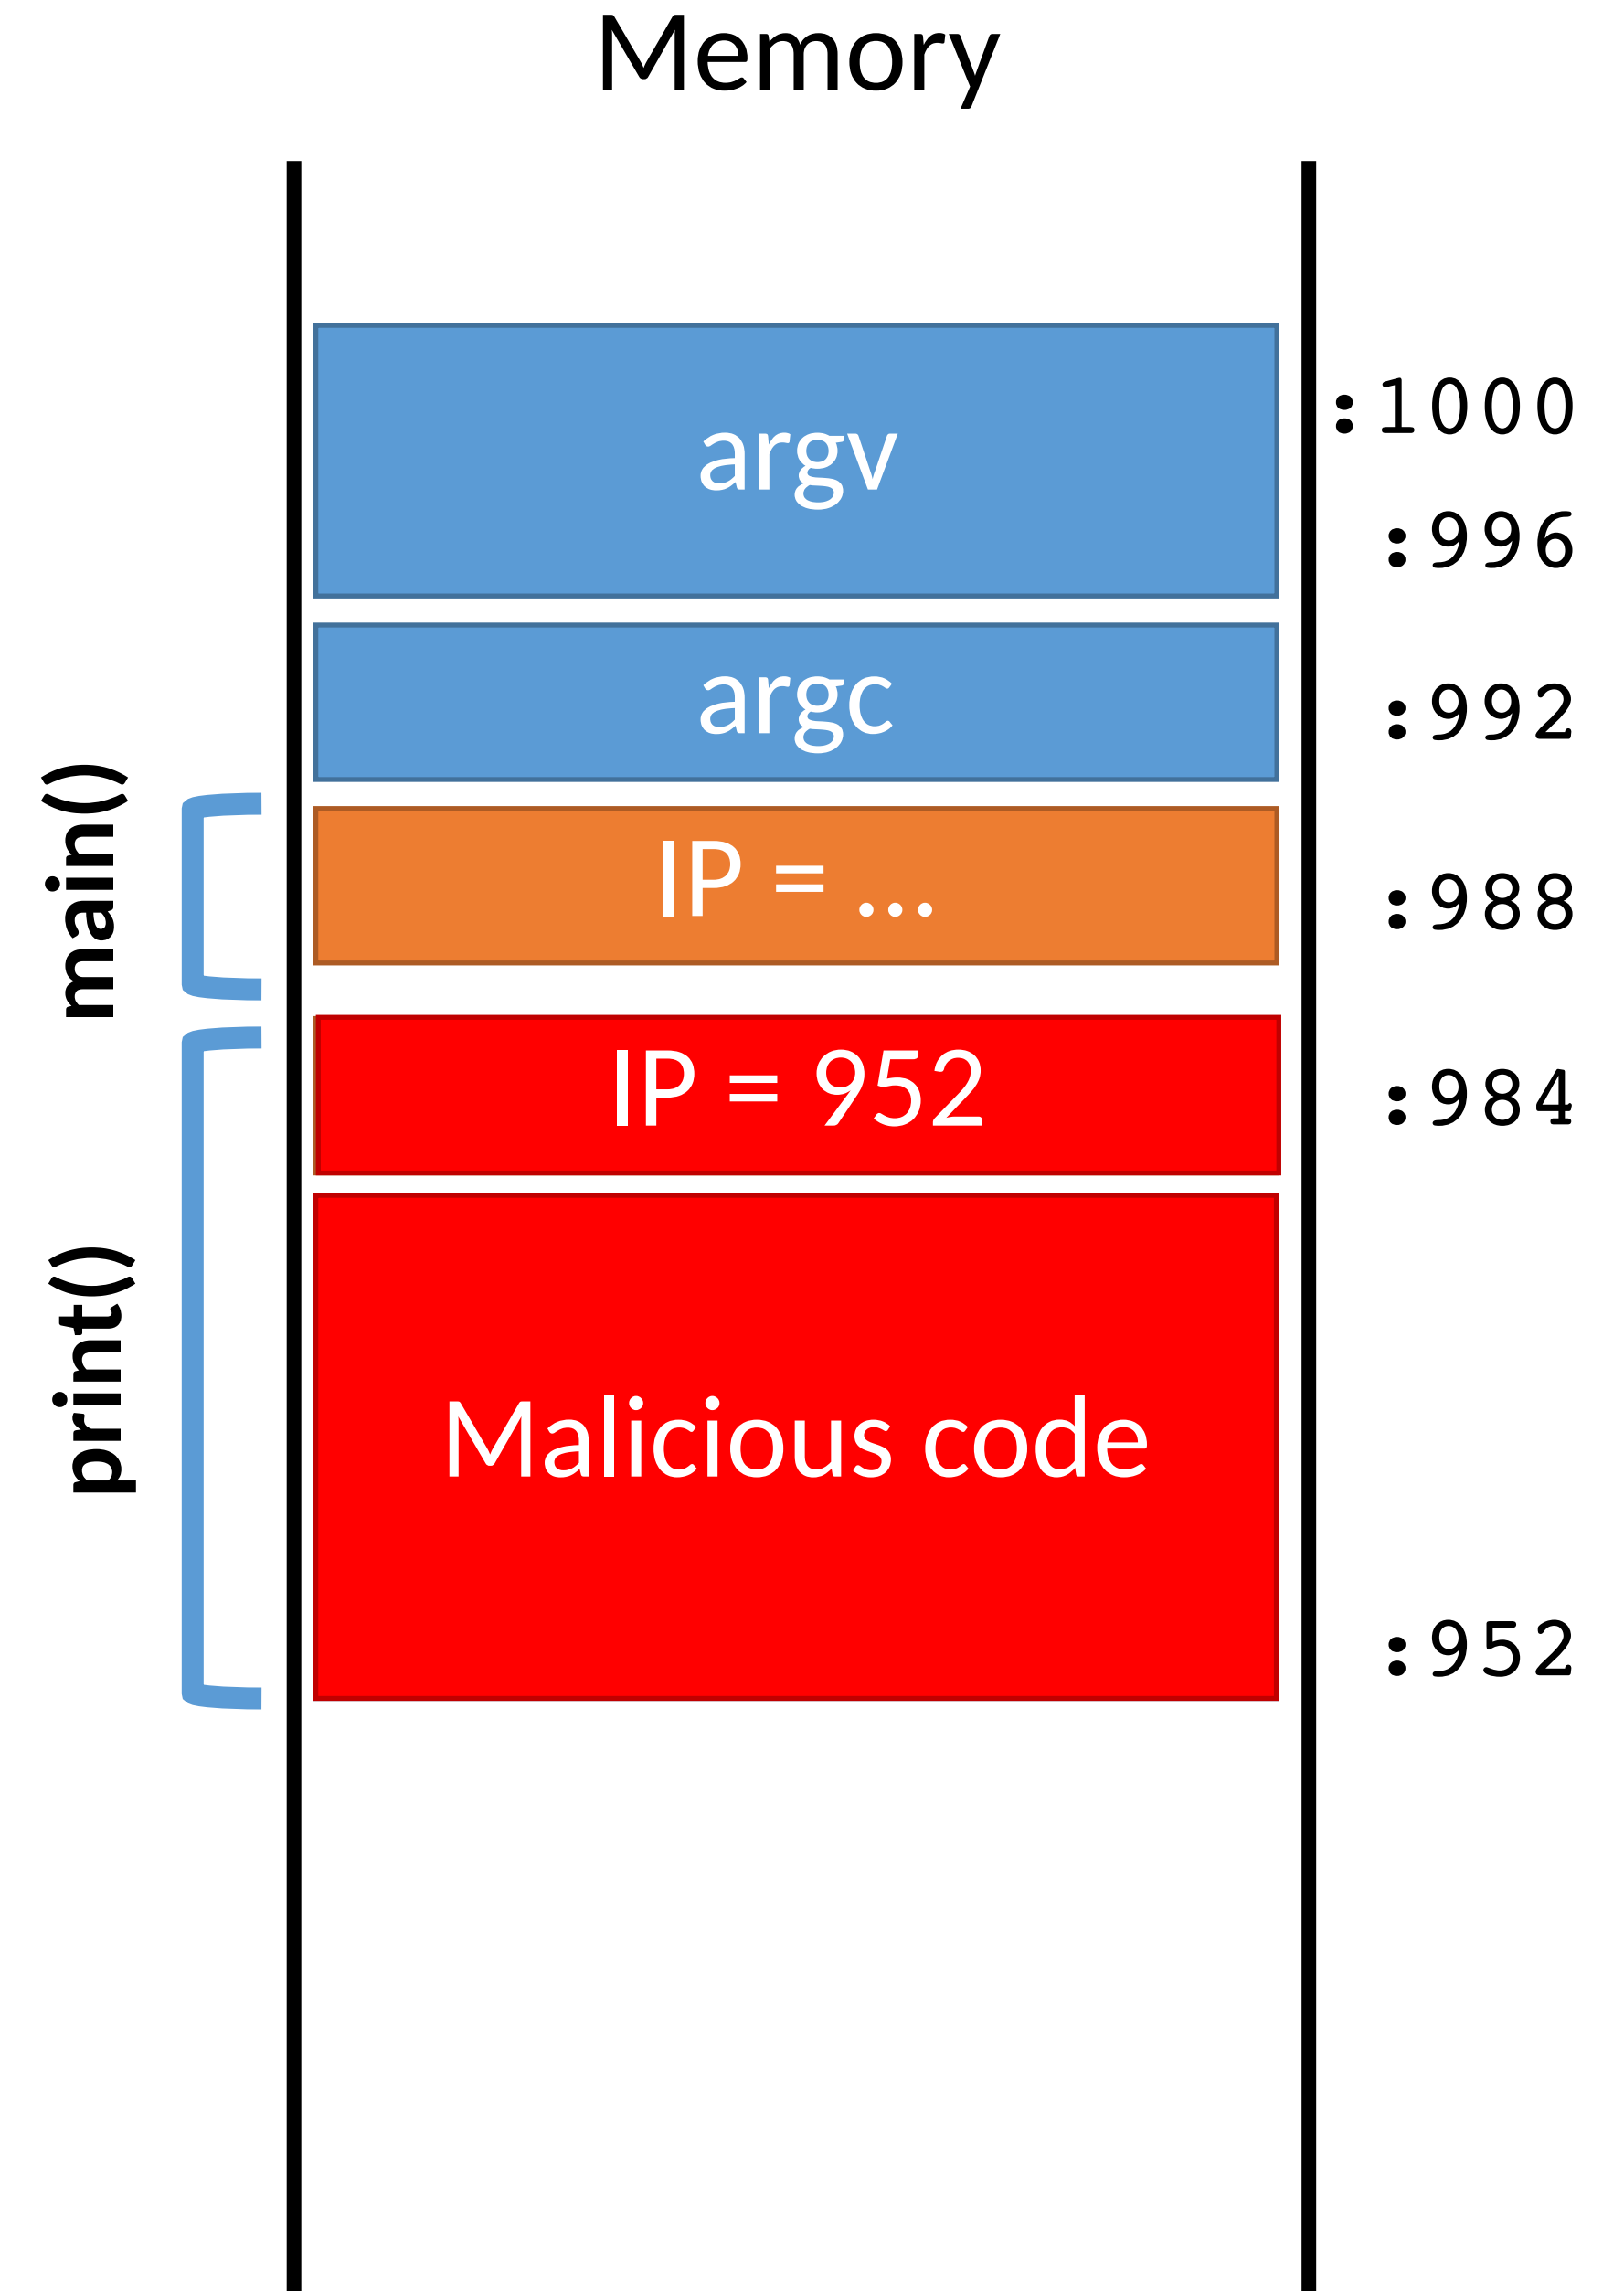 Memory
argv
:1000
:996
argc
:992
main()
IP = ...
:988
IP = 952
:984
print()
Malicious code
:952